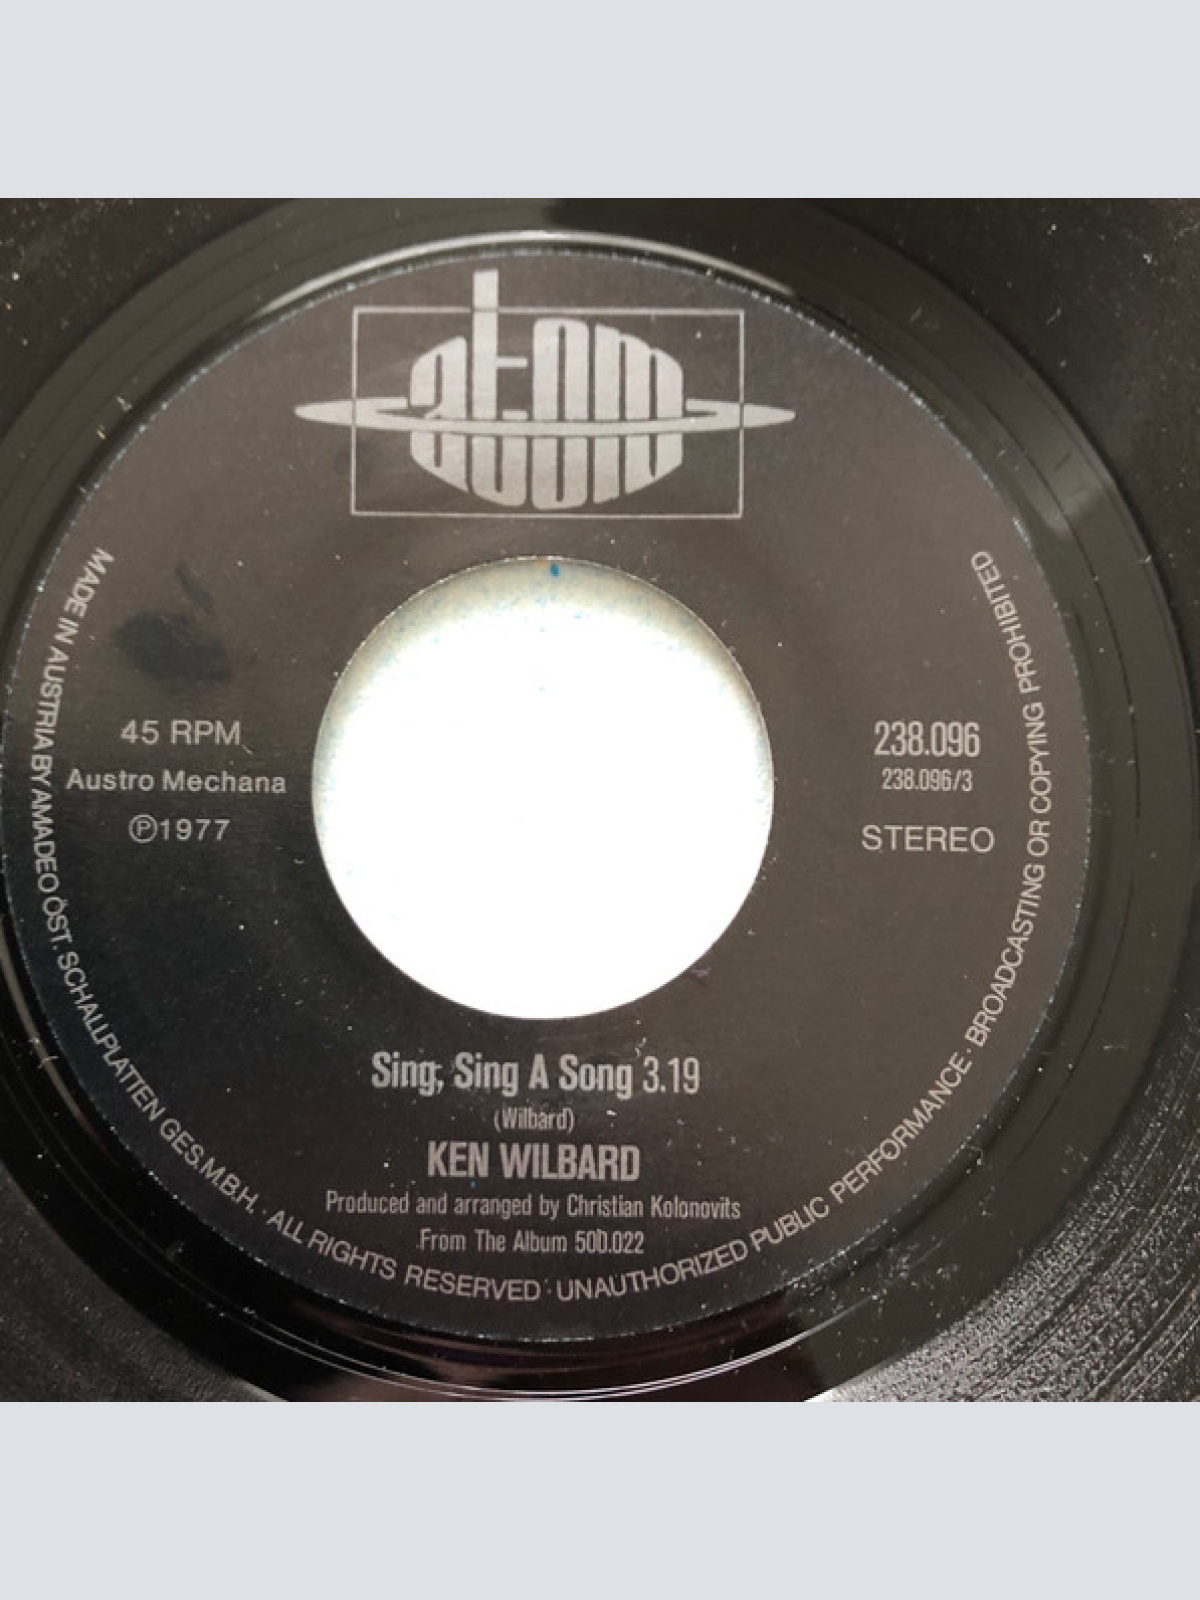 atom
MADE IN AUSTRIA BY AMADEO ÖST. SCHALLPLATTEN GES.M.B.H. · ALL RIGHTS RESERVED · UNAUTHORIZED PUBLIC PERFORMANCE · BROADCASTING OR COPYING PROHIBITED
45 RPM
Austro Mechana
℗1977
238.096
238.096/3
STEREO
Sing, Sing A Song 3.19
(Wilbard)
KEN WILBARD
Produced and arranged by Christian Kolonovits
From The Album 500.022